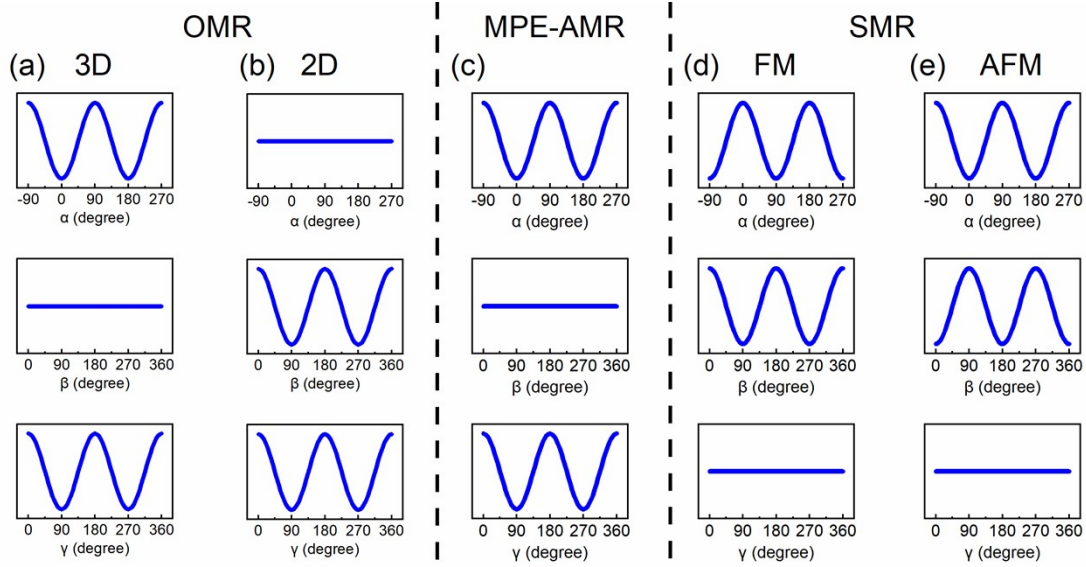 OMR MPE-AMR SMR
(a) 3D (b) 2D (c) (d) FM (e) AFM
-90 0 90 180 270 -90 0 90 180 270 -90 0 90 180 270 -90 0 90 180 270 -90 0 90 180 270
α (degree) α (degree) α (degree) α (degree) α (degree)
0 90 180 270 360 0 90 180 270 360 0 90 180 270 360 0 90 180 270 360 0 90 180 270 360
β (degree) β (degree) β (degree) β (degree) β (degree)
0 90 180 270 360 0 90 180 270 360 0 90 180 270 360 0 90 180 270 360 0 90 180 270 360
γ (degree) γ (degree) γ (degree) γ (degree) γ (degree)